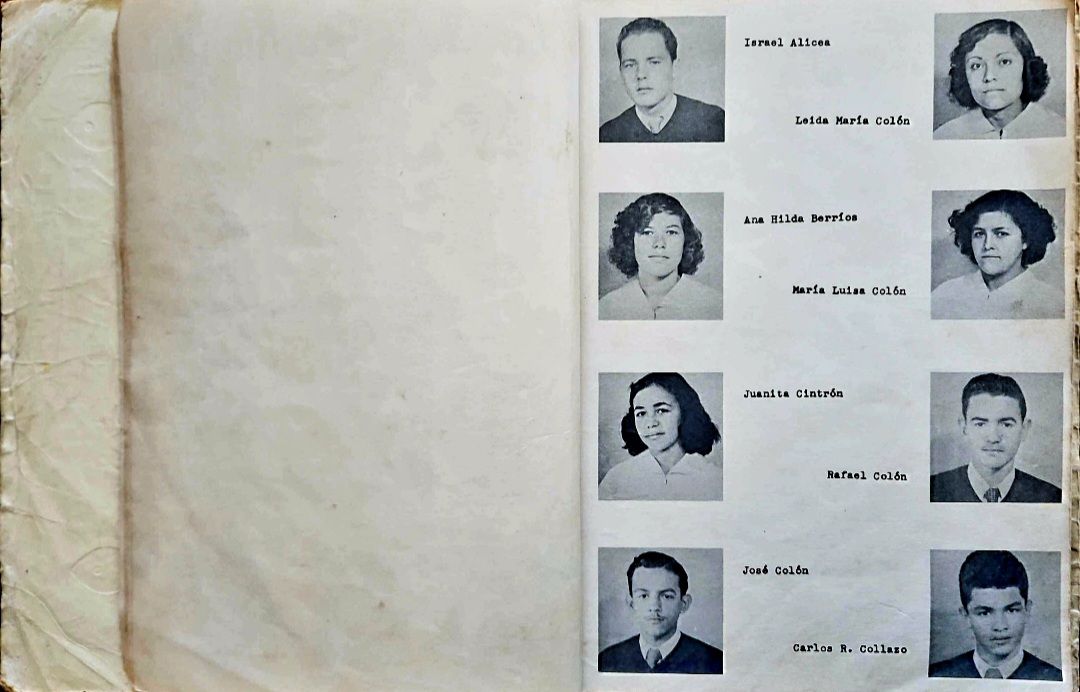 Israel Alicea
Leida María Colón
Ana Hilda Berríos
María Luisa Colón
Juanita Cintrón
Rafael Colón
José Colón
Carlos R. Collazo